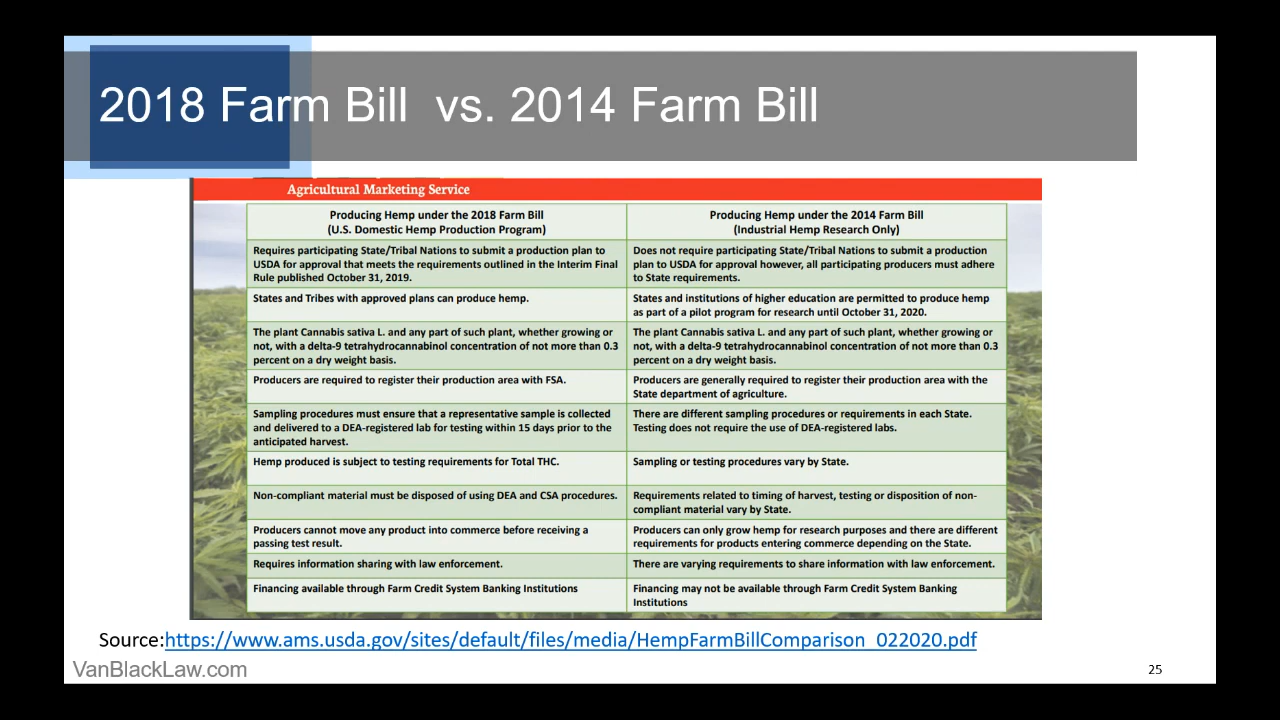 2018 Farm Bill vs. 2014 Farm Bill
Agricultural Marketing Service
Producing Hemp under the 2018 Farm Bill
(U.S. Domestic Hemp Production Program)
Producing Hemp under the 2014 Farm Bill
(Industrial Hemp Research Only)
Requires participating State/Tribal Nations to submit a production plan to
USDA for approval that meets the requirements outlined in the Interim Final
Rule published October 31, 2019.
Does not require participating State/Tribal Nations to submit a production
plan to USDA for approval however, all participating producers must adhere
to State requirements.
States and Tribes with approved plans can produce hemp.
States and institutions of higher education are permitted to produce hemp
as part of a pilot program for research until October 31, 2020.
The plant Cannabis sativa L. and any part of such plant, whether growing or
not, with a delta-9 tetrahydrocannabinol concentration of not more than 0.3
percent on a dry weight basis.
The plant Cannabis sativa L. and any part of such plant, whether growing or
not, with a delta-9 tetrahydrocannabinol concentration of not more than 0.3
percent on a dry weight basis.
Producers are required to register their production area with FSA.
Producers are generally required to register their production area with the
State department of agriculture.
Sampling procedures must ensure that a representative sample is collected
and delivered to a DEA-registered lab for testing within 15 days prior to the
anticipated harvest.
There are different sampling procedures or requirements in each State.
Testing does not require the use of DEA-registered labs.
Hemp produced is subject to testing requirements for Total THC.
Sampling or testing procedures vary by State.
Non-compliant material must be disposed of using DEA and CSA procedures.
Requirements related to timing of harvest, testing or disposition of non-
compliant material vary by State.
Producers cannot move any product into commerce before receiving a
passing test result.
Producers can only grow hemp for research purposes and there are different
requirements for products entering commerce depending on the State.
Requires information sharing with law enforcement.
There are varying requirements to share information with law enforcement.
Financing available through Farm Credit System Banking Institutions
Financing may not be available through Farm Credit System Banking
Institutions
Source:https://www.ams.usda.gov/sites/default/files/media/HempFarmBillComparison_022020.pdf
VanBlackLaw.com
25